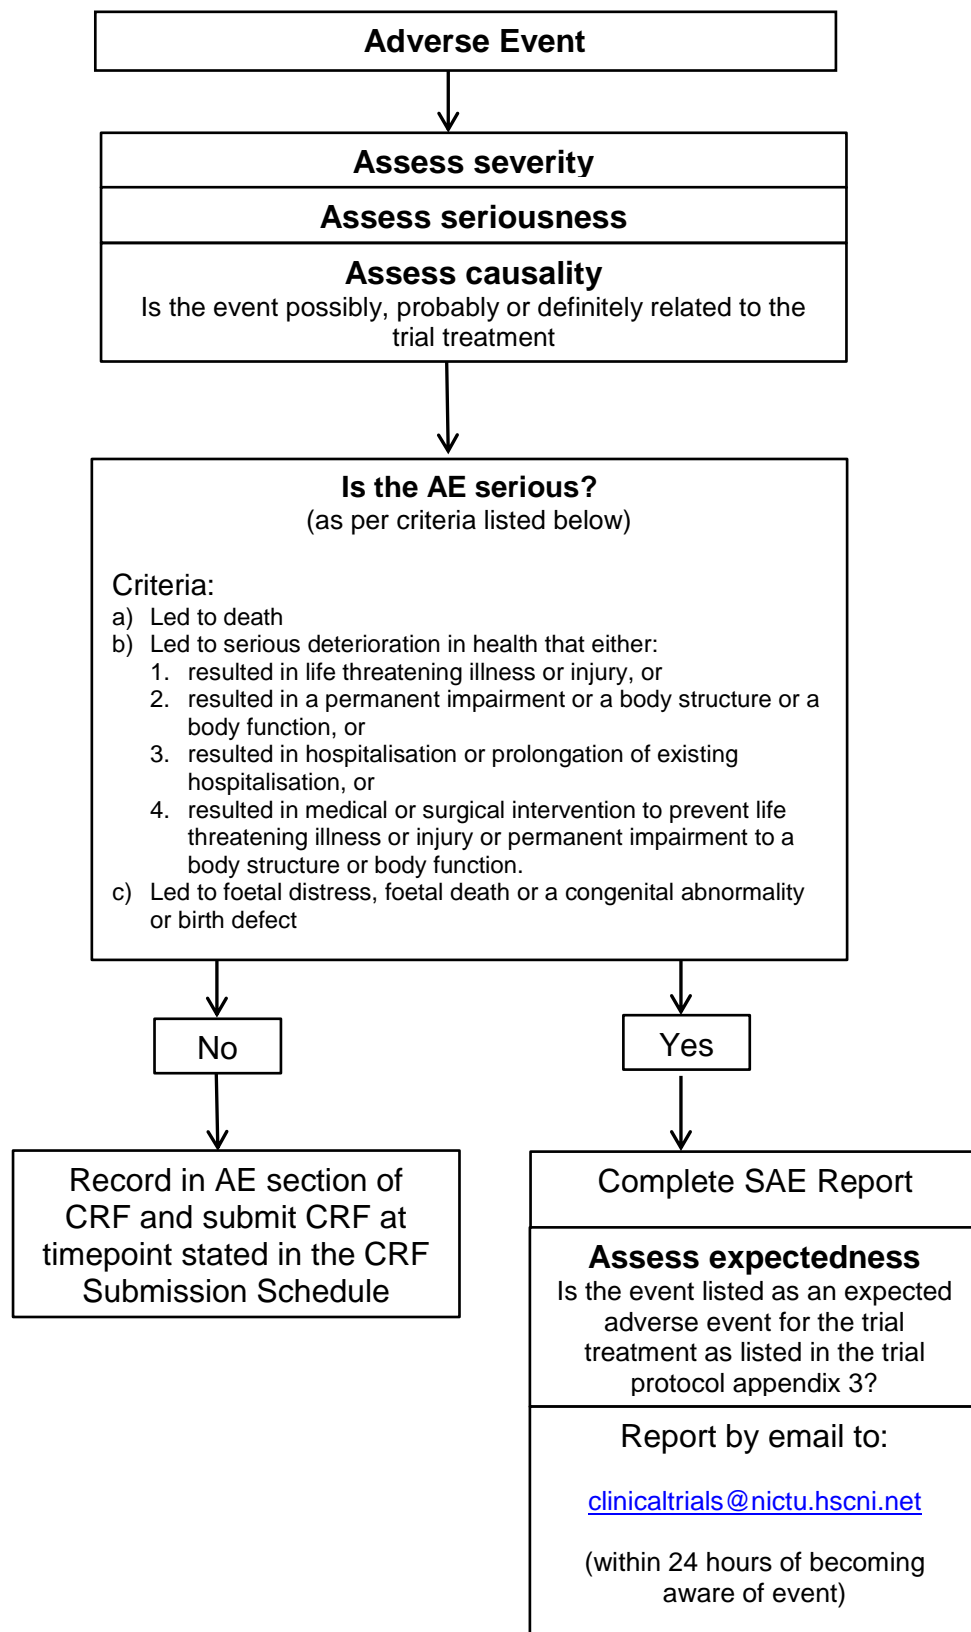 Adverse Event
Assess severity
Assess seriousness
Assess causality
Is the event possibly, probably or definitely related to the
trial treatment
Is the AE serious?
(as per criteria listed below)
Criteria:
a) Led to death
b) Led to serious deterioration in health that either:
1. resulted in life threatening illness or injury, or
2. resulted in a permanent impairment or a body structure or a
body function, or
3. resulted in hospitalisation or prolongation of existing
hospitalisation, or
4. resulted in medical or surgical intervention to prevent life
threatening illness or injury or permanent impairment to a
body structure or body function.
c) Led to foetal distress, foetal death or a congenital abnormality
or birth defect
No
Yes
Record in AE section of
CRF and submit CRF at
timepoint stated in the CRF
Submission Schedule
Complete SAE Report
Assess expectedness
Is the event listed as an expected
adverse event for the trial
treatment as listed in the trial
protocol appendix 3?
Report by email to:
clinicaltrials@nictu.hscni.net
(within 24 hours of becoming
aware of event)